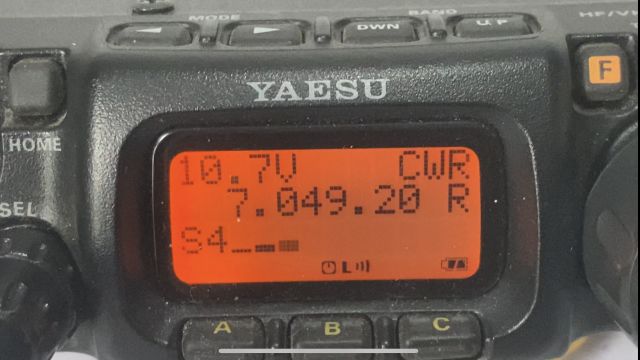 MODE BAND
DWN UP
HF/V
F
YAESU
HOME
10.7V CWR
7.049.20 R
SEL
S4
L
A B C